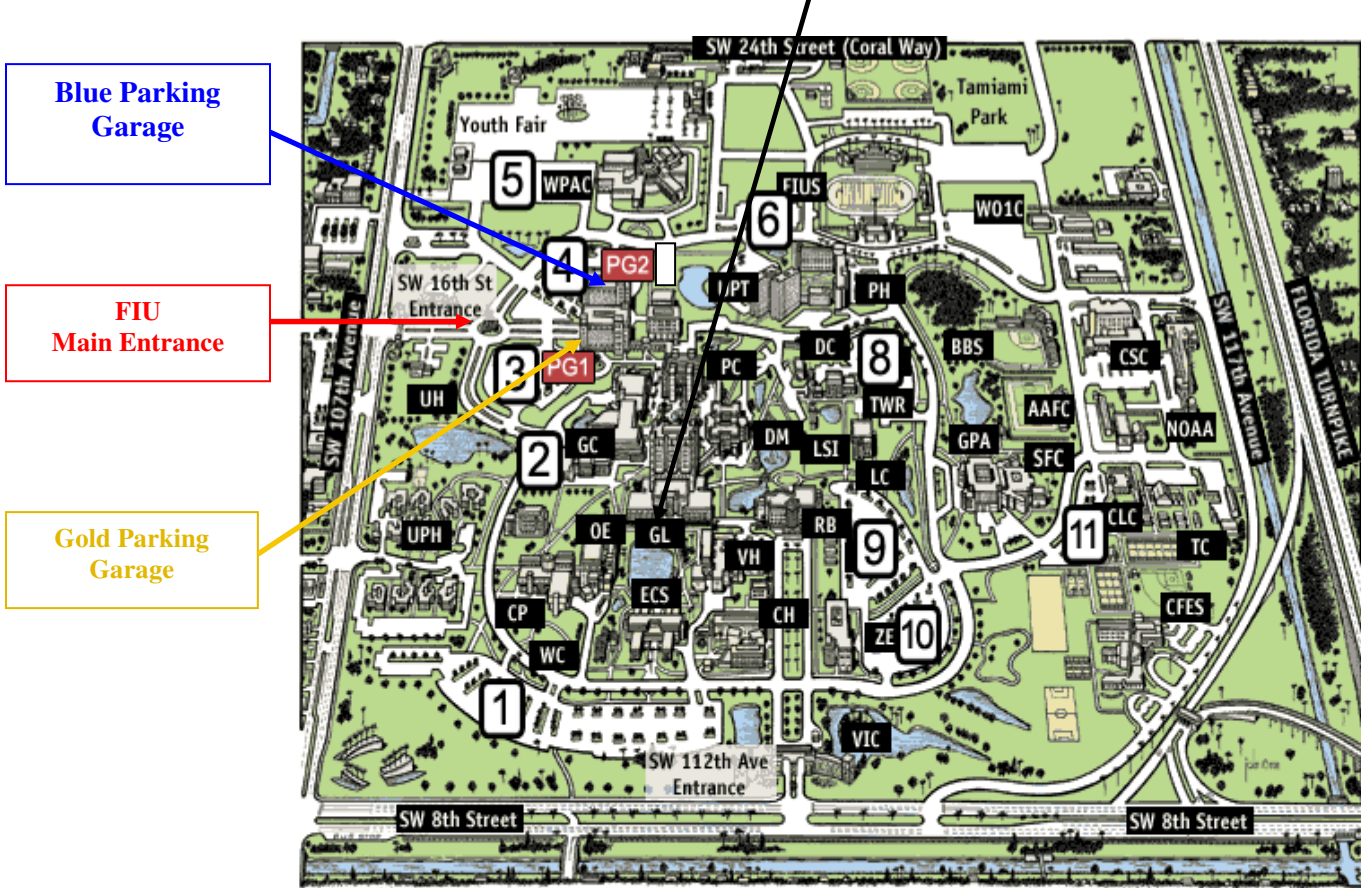 SW 24th Street (Coral Way)
Blue Parking
Garage
Tamiami
Park
Youth Fair
5
WPAC
FIUS
6
W01C
4
PG2
SW 16th St
Entrance
PH
FIU
Main Entrance
SW 107th Avenue
SW 117th Avenue
FLORIDA TURNPIKE
3
PG1
PC
DC
8
BBS
CSC
UH
TWR
AAFC
NOAA
2
GC
DM
LSI
GPA
SFC
LC
Gold Parking
Garage
UPH
OE
GL
RB
9
11
CLC
TC
VH
ECS
CP
CH
ZE
10
CFES
WC
1
VIC
SW 112th Ave
Entrance
SW 8th Street
SW 8th Street